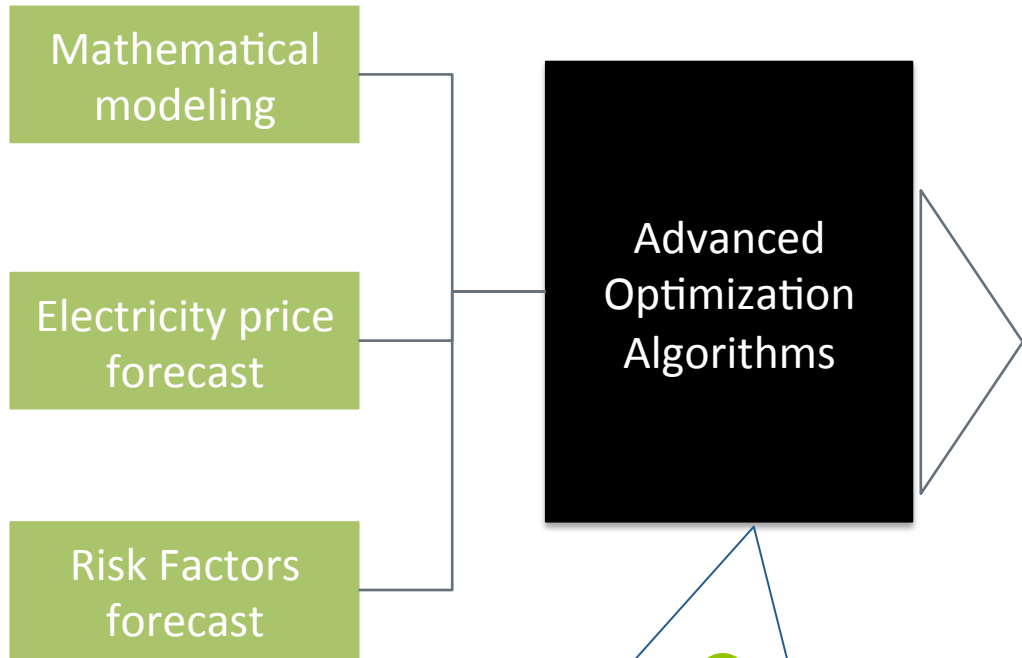 Mathematical
modeling
Electricity price
forecast
Risk Factors
forecast
Advanced
Optimization
Algorithms